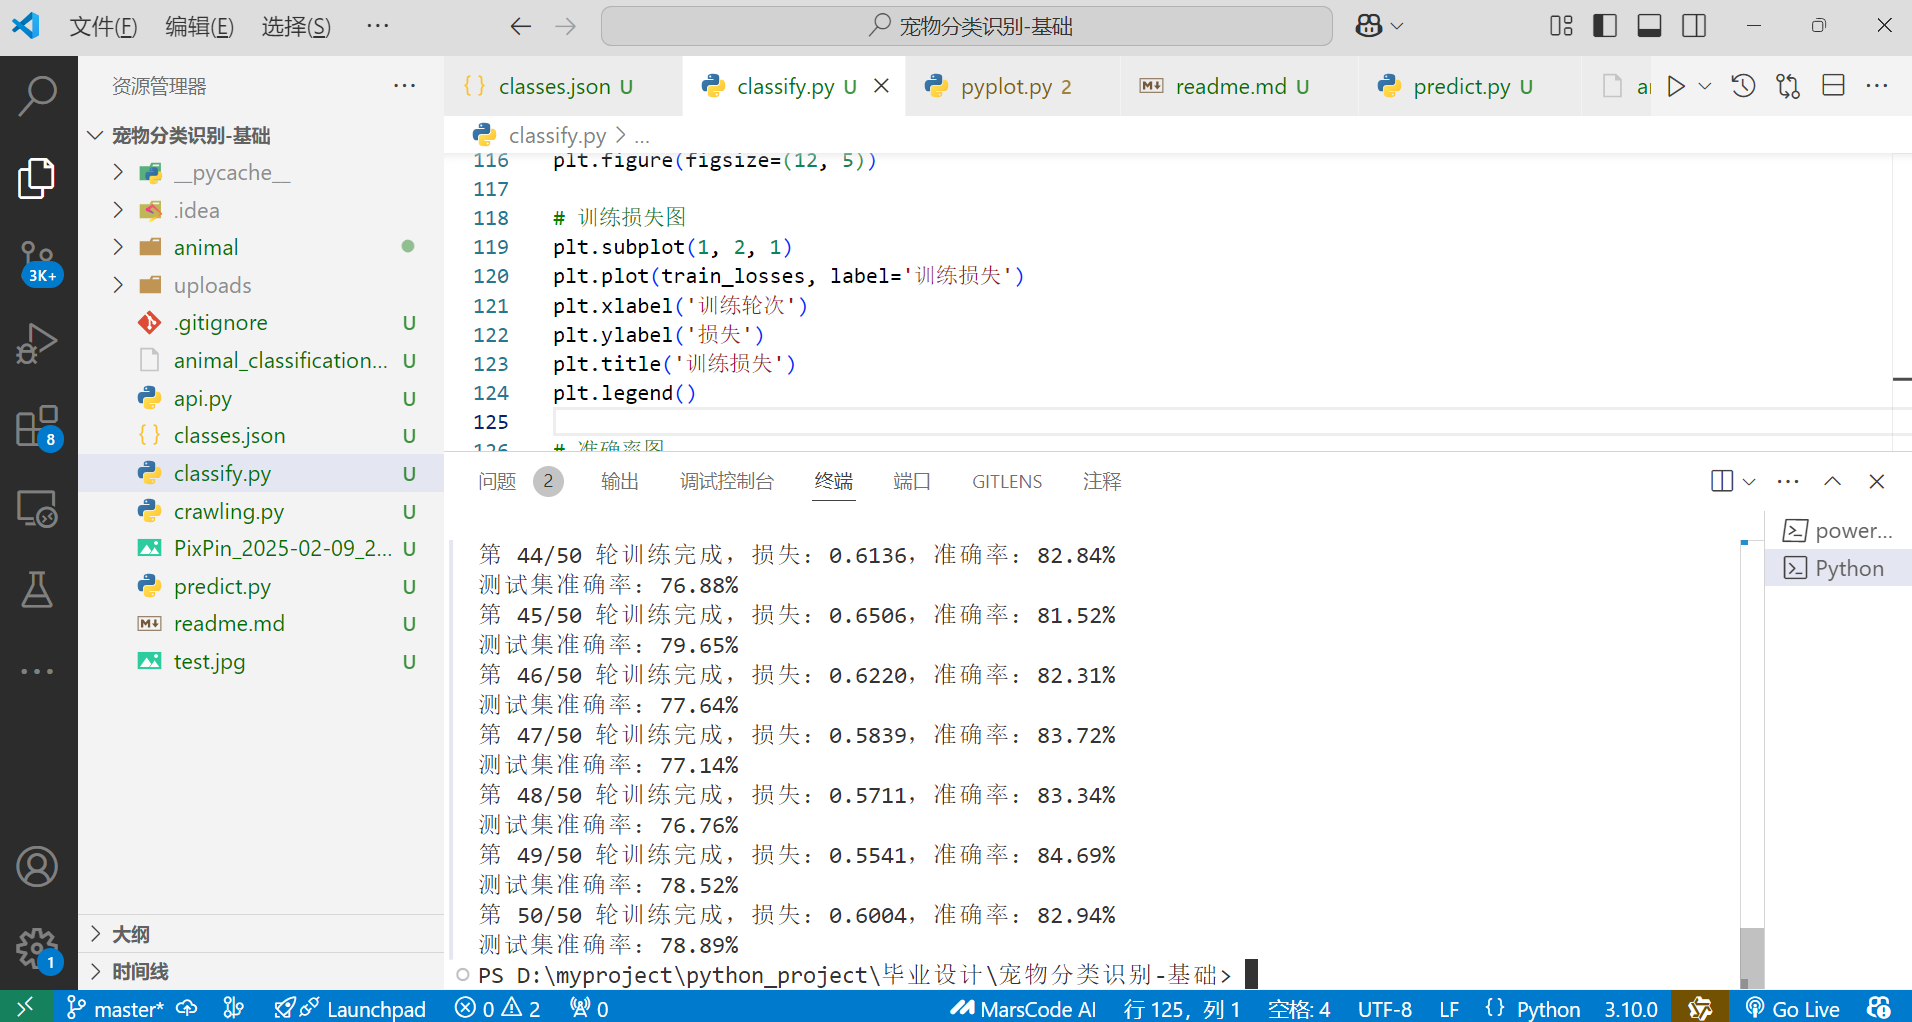 文件(F) 编辑(E) 选择(S) ··· 宠物分类识别-基础
资源管理器 ···
宠物分类识别-基础
__pycache__
.idea
animal
uploads
.gitignore U
animal_classification... U
api.py U
classes.json U
classify.py U
crawling.py U
PixPin_2025-02-09_2... U
predict.py U
readme.md U
test.jpg U
大纲
时间线
3K+
8
1
classes.json U classify.py U pyplot.py 2 readme.md U predict.py U
classify.py > ...
116 plt.figure(figsize=(12, 5))
117
118 # 训练损失图
119 plt.subplot(1, 2, 1)
120 plt.plot(train_losses, label='训练损失')
121 plt.xlabel('训练轮次')
122 plt.ylabel('损失')
123 plt.title('训练损失')
124 plt.legend()
125
126 # 准确率图
问题 2 输出 调试控制台 终端 端口 GITLENS 注释
power...
Python
第 44/50 轮训练完成，损失：0.6136，准确率：82.84%
测试集准确率：76.88%
第 45/50 轮训练完成，损失：0.6506，准确率：81.52%
测试集准确率：79.65%
第 46/50 轮训练完成，损失：0.6220，准确率：82.31%
测试集准确率：77.64%
第 47/50 轮训练完成，损失：0.5839，准确率：83.72%
测试集准确率：77.14%
第 48/50 轮训练完成，损失：0.5711，准确率：83.34%
测试集准确率：76.76%
第 49/50 轮训练完成，损失：0.5541，准确率：84.69%
测试集准确率：78.52%
第 50/50 轮训练完成，损失：0.6004，准确率：82.94%
测试集准确率：78.89%
PS D:\myproject\python_project\毕业设计\宠物分类识别-基础>
master* Launchpad 0 2 0 MarsCode AI 行 125，列 1 空格: 4 UTF-8 LF {} Python 3.10.0 Go Live